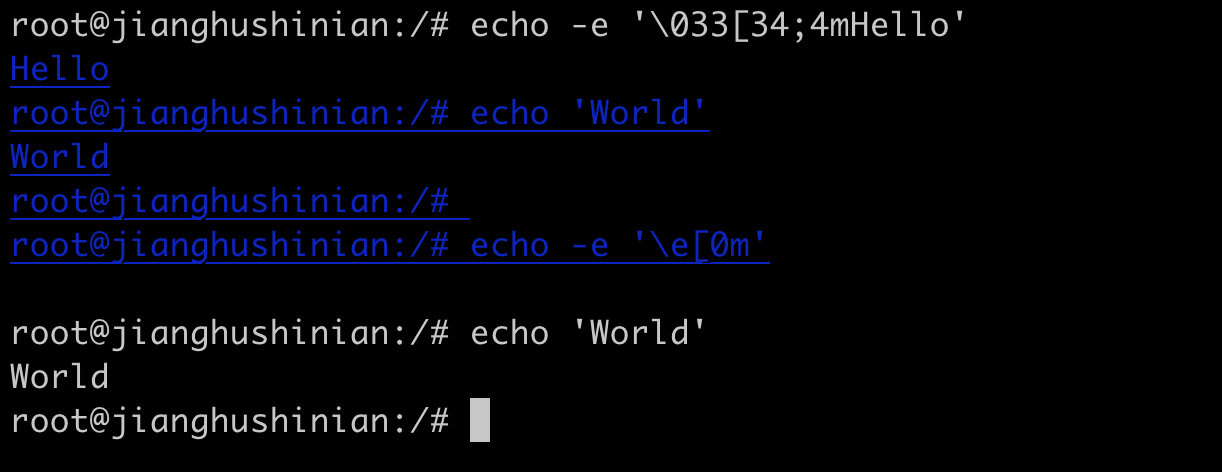 root@jianghushinian:/# echo -e '\033[34;4mHello'
Hello
root@jianghushinian:/# echo 'World'
World
root@jianghushinian:/#
root@jianghushinian:/# echo -e '\e[0m'

root@jianghushinian:/# echo 'World'
World
root@jianghushinian:/#